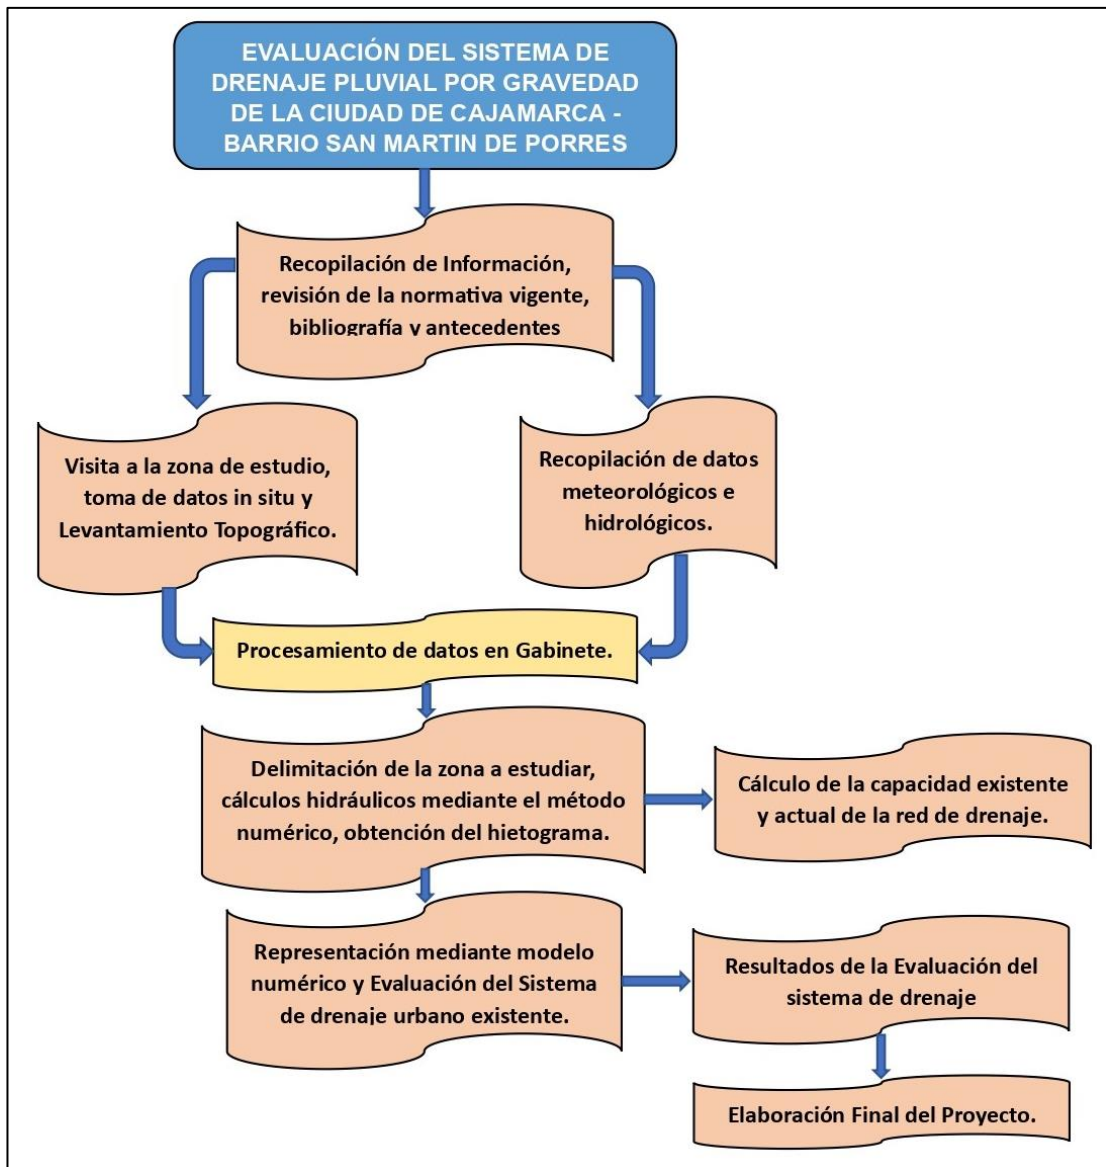 EVALUACIÓN DEL SISTEMA DE
DRENAJE PLUVIAL POR GRAVEDAD
DE LA CIUDAD DE CAJAMARCA -
BARRIO SAN MARTIN DE PORRES
Recopilación de Información,
revisión de la normativa vigente,
bibliografía y antecedentes
Visita a la zona de estudio,
toma de datos in situ y
Levantamiento Topográfico.
Recopilación de datos
meteorológicos e
hidrológicos.
Procesamiento de datos en Gabinete.
Delimitación de la zona a estudiar,
cálculos hidráulicos mediante el método
numérico, obtención del hietograma.
Cálculo de la capacidad existente
y actual de la red de drenaje.
Representación mediante modelo
numérico y Evaluación del Sistema
de drenaje urbano existente.
Resultados de la Evaluación del
sistema de drenaje
Elaboración Final del Proyecto.